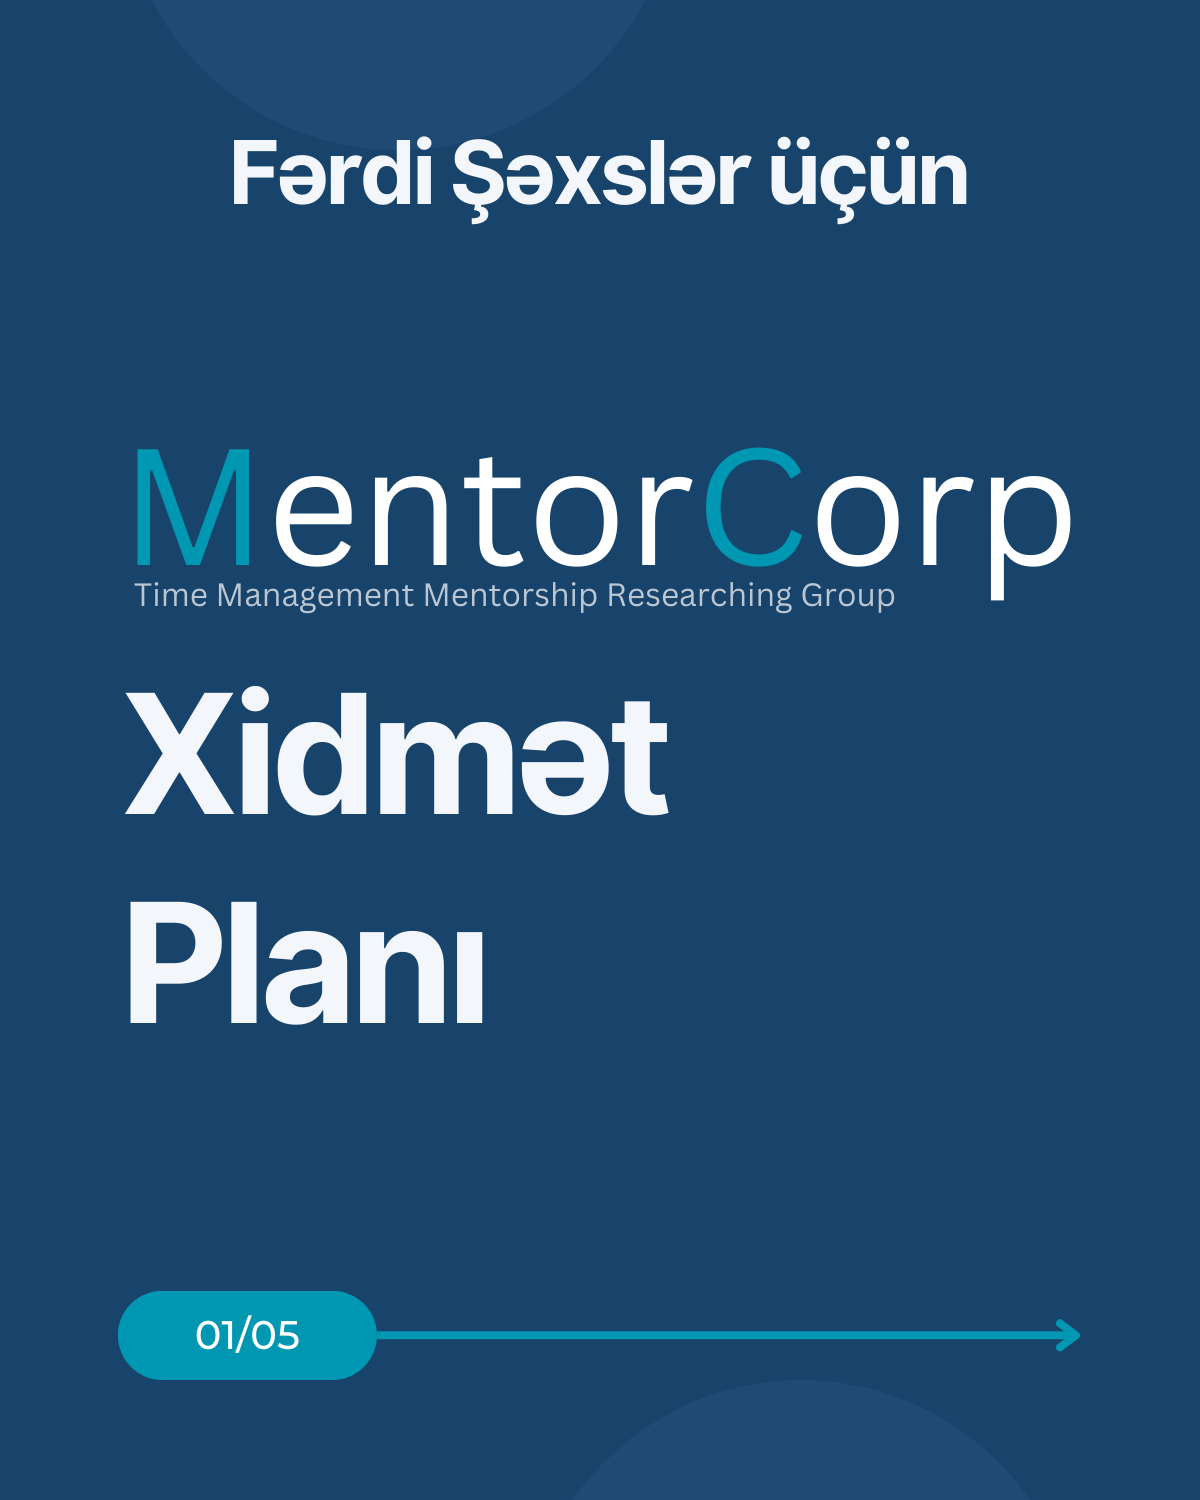 Fərdi Şəxslər üçün
MentorCorp
Time Management Mentorship Researching Group
Xidmət
Planı
01/05